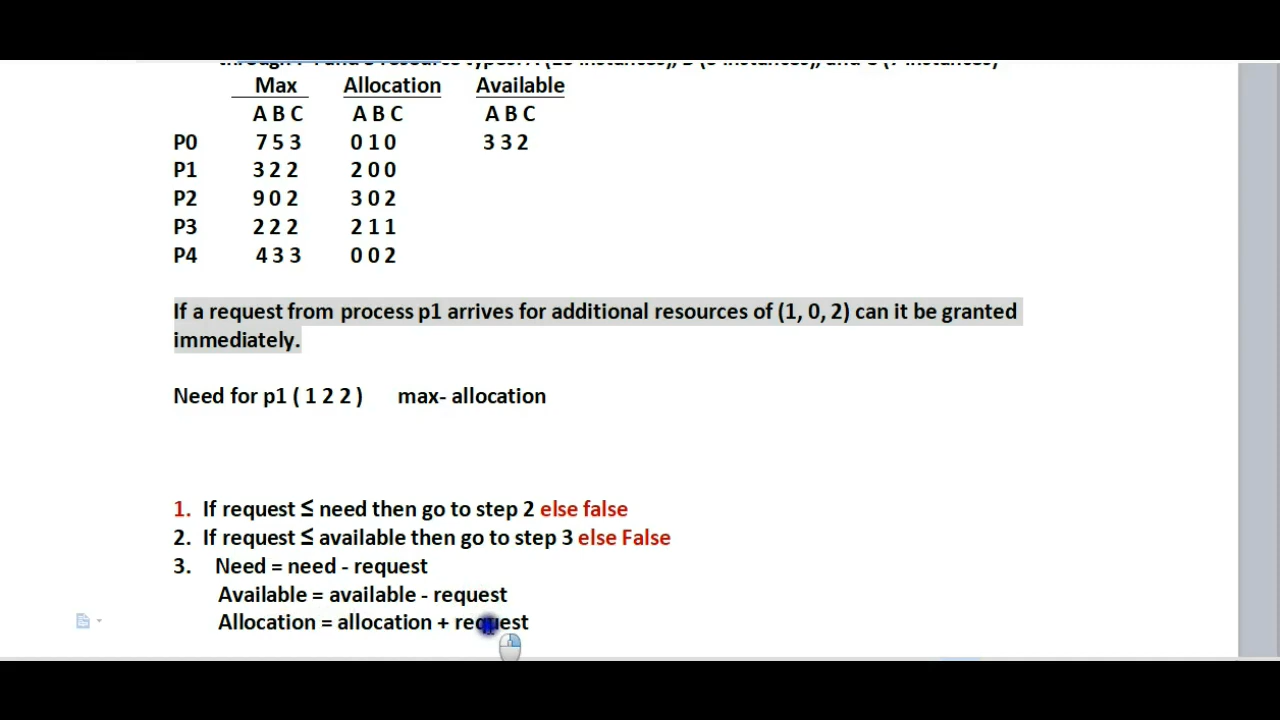 Max Allocation Available
A B C A B C A B C
P0 7 5 3 0 1 0 3 3 2
P1 3 2 2 2 0 0
P2 9 0 2 3 0 2
P3 2 2 2 2 1 1
P4 4 3 3 0 0 2
If a request from process p1 arrives for additional resources of (1, 0, 2) can it be granted
immediately.
Need for p1 ( 1 2 2 ) max- allocation
1. If request ≤ need then go to step 2 else false
2. If request ≤ available then go to step 3 else False
3. Need = need - request
Available = available - request
Allocation = allocation + request